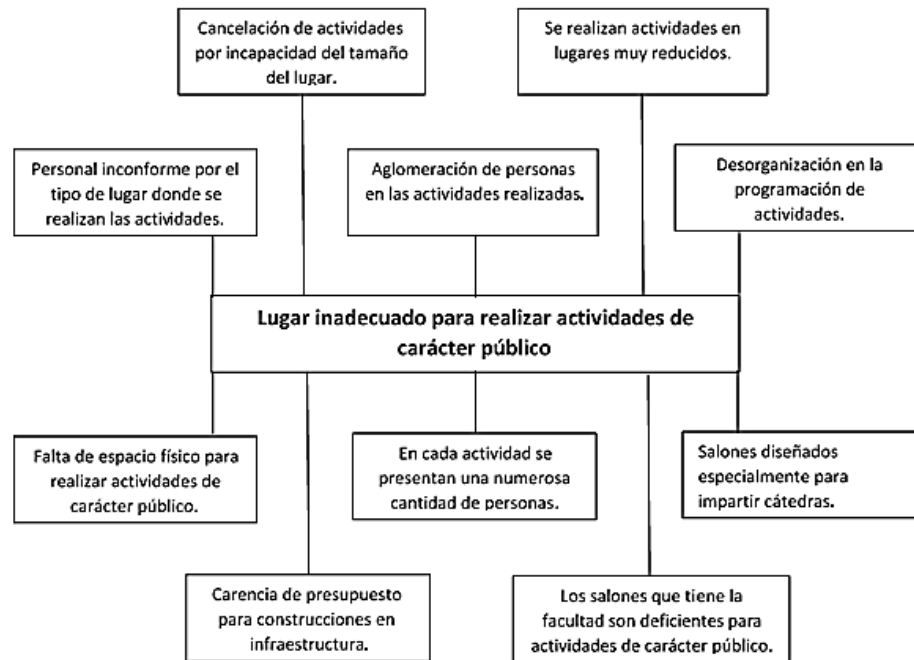 Cancelación de actividades
por incapacidad del tamaño
del lugar.
Se realizan actividades en
lugares muy reducidos.
Personal inconforme por el
tipo de lugar donde se
realizan las actividades.
Aglomeración de personas
en las actividades realizadas.
Desorganización en la
programación de
actividades.
Lugar inadecuado para realizar actividades de
carácter público
Falta de espacio físico para
realizar actividades de
carácter público.
En cada actividad se
presentan una numerosa
cantidad de personas.
Salones diseñados
especialmente para
impartir cátedras.
Carencia de presupuesto
para construcciones en
infraestructura.
Los salones que tiene la
facultad son deficientes para
actividades de carácter público.